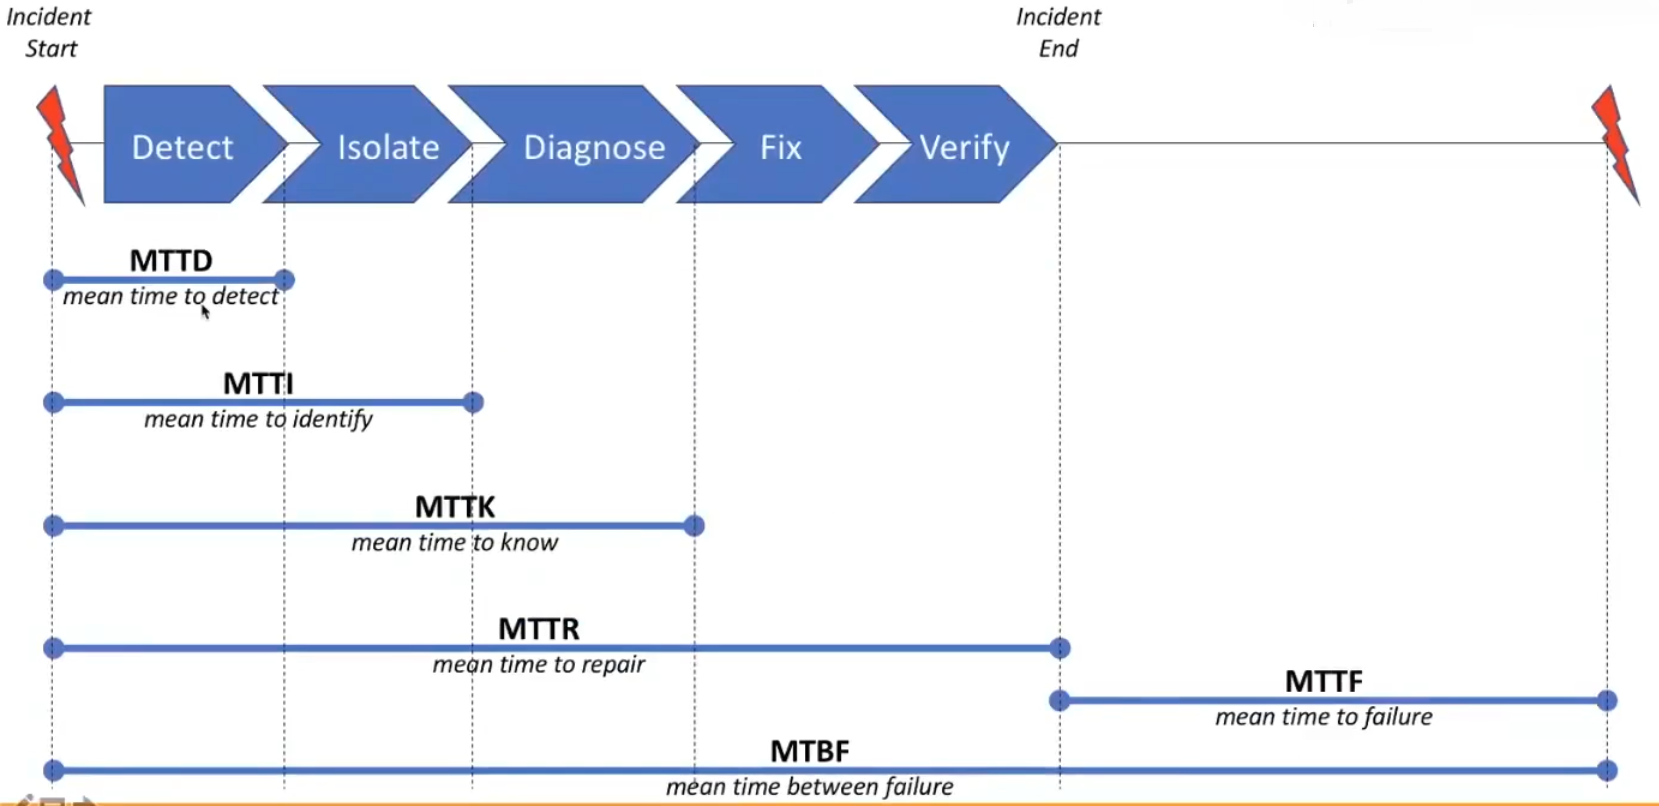 Incident
Start
Incident
End
Detect
Isolate
Diagnose
Fix
Verify
MTTD
mean time to detect
MTTI
mean time to identify
MTTK
mean time to know
MTTR
mean time to repair
MTTF
mean time to failure
MTBF
mean time between failure